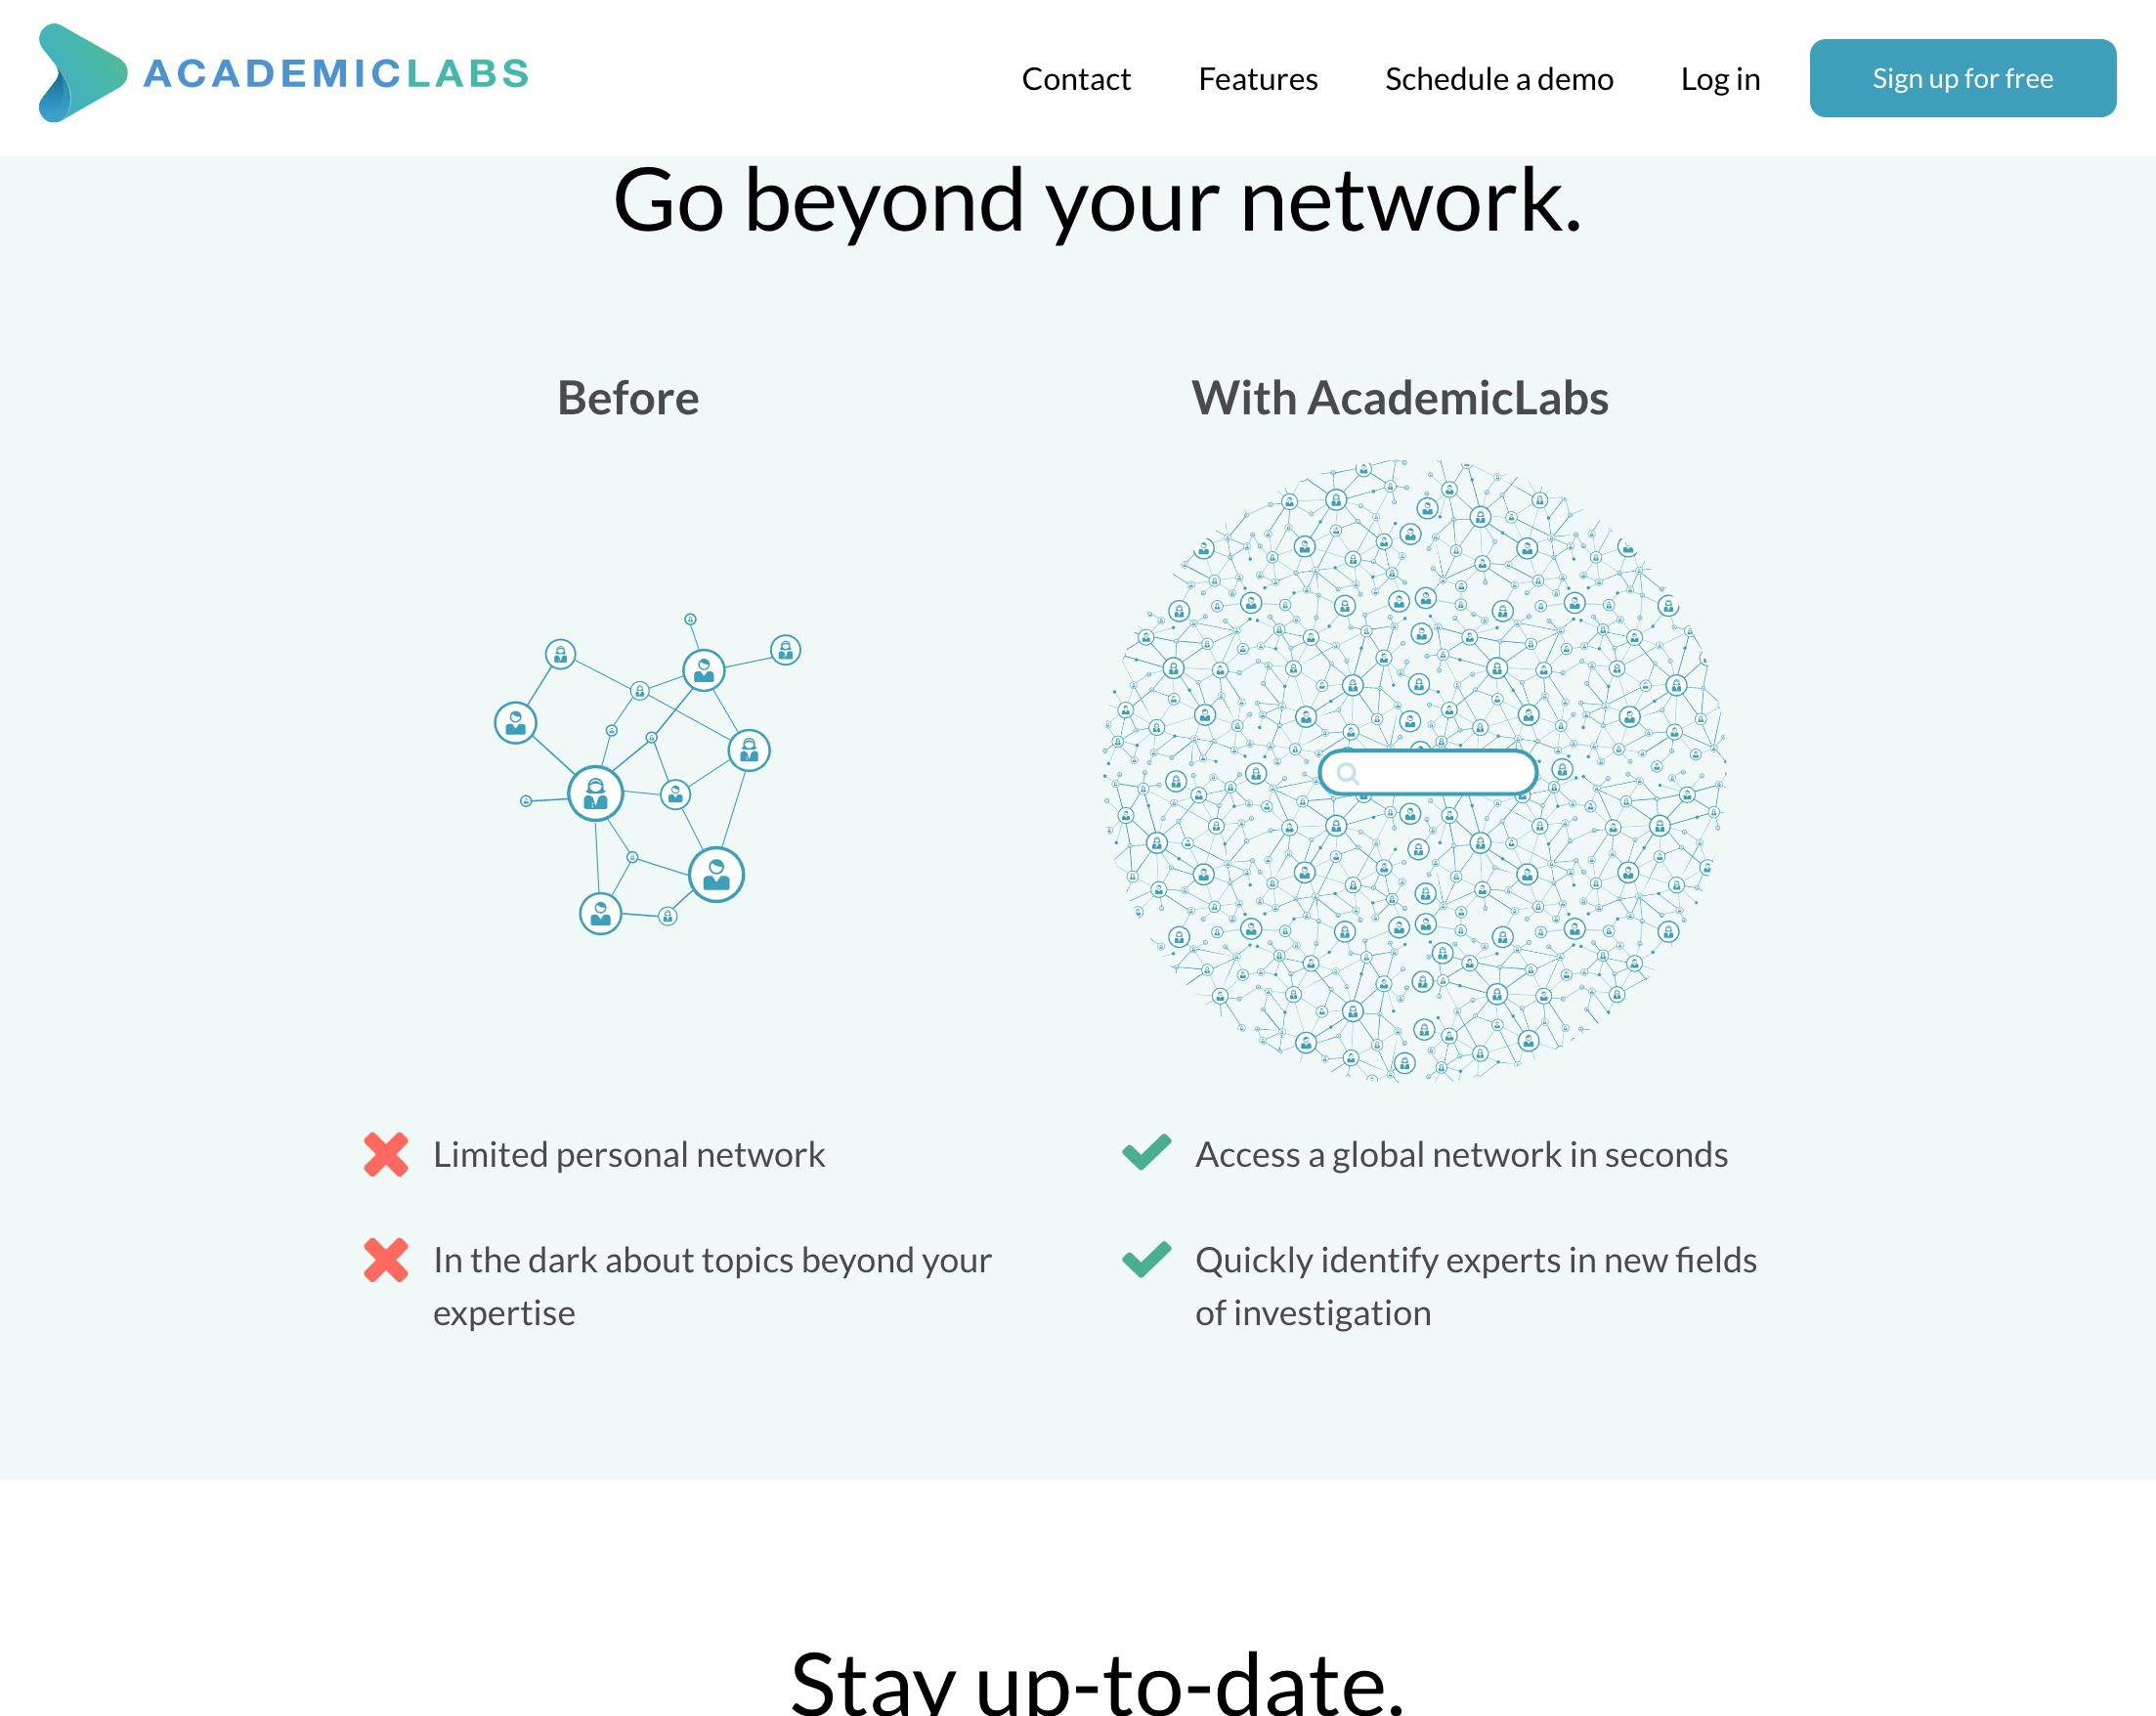 ACADEMICLABS
Contact
Features
Schedule a demo
Log in
Sign up for free
Go beyond your network.
Before
With AcademicLabs
Limited personal network
In the dark about topics beyond your
expertise
Access a global network in seconds
Quickly identify experts in new fields
of investigation
Stay up-to-date.